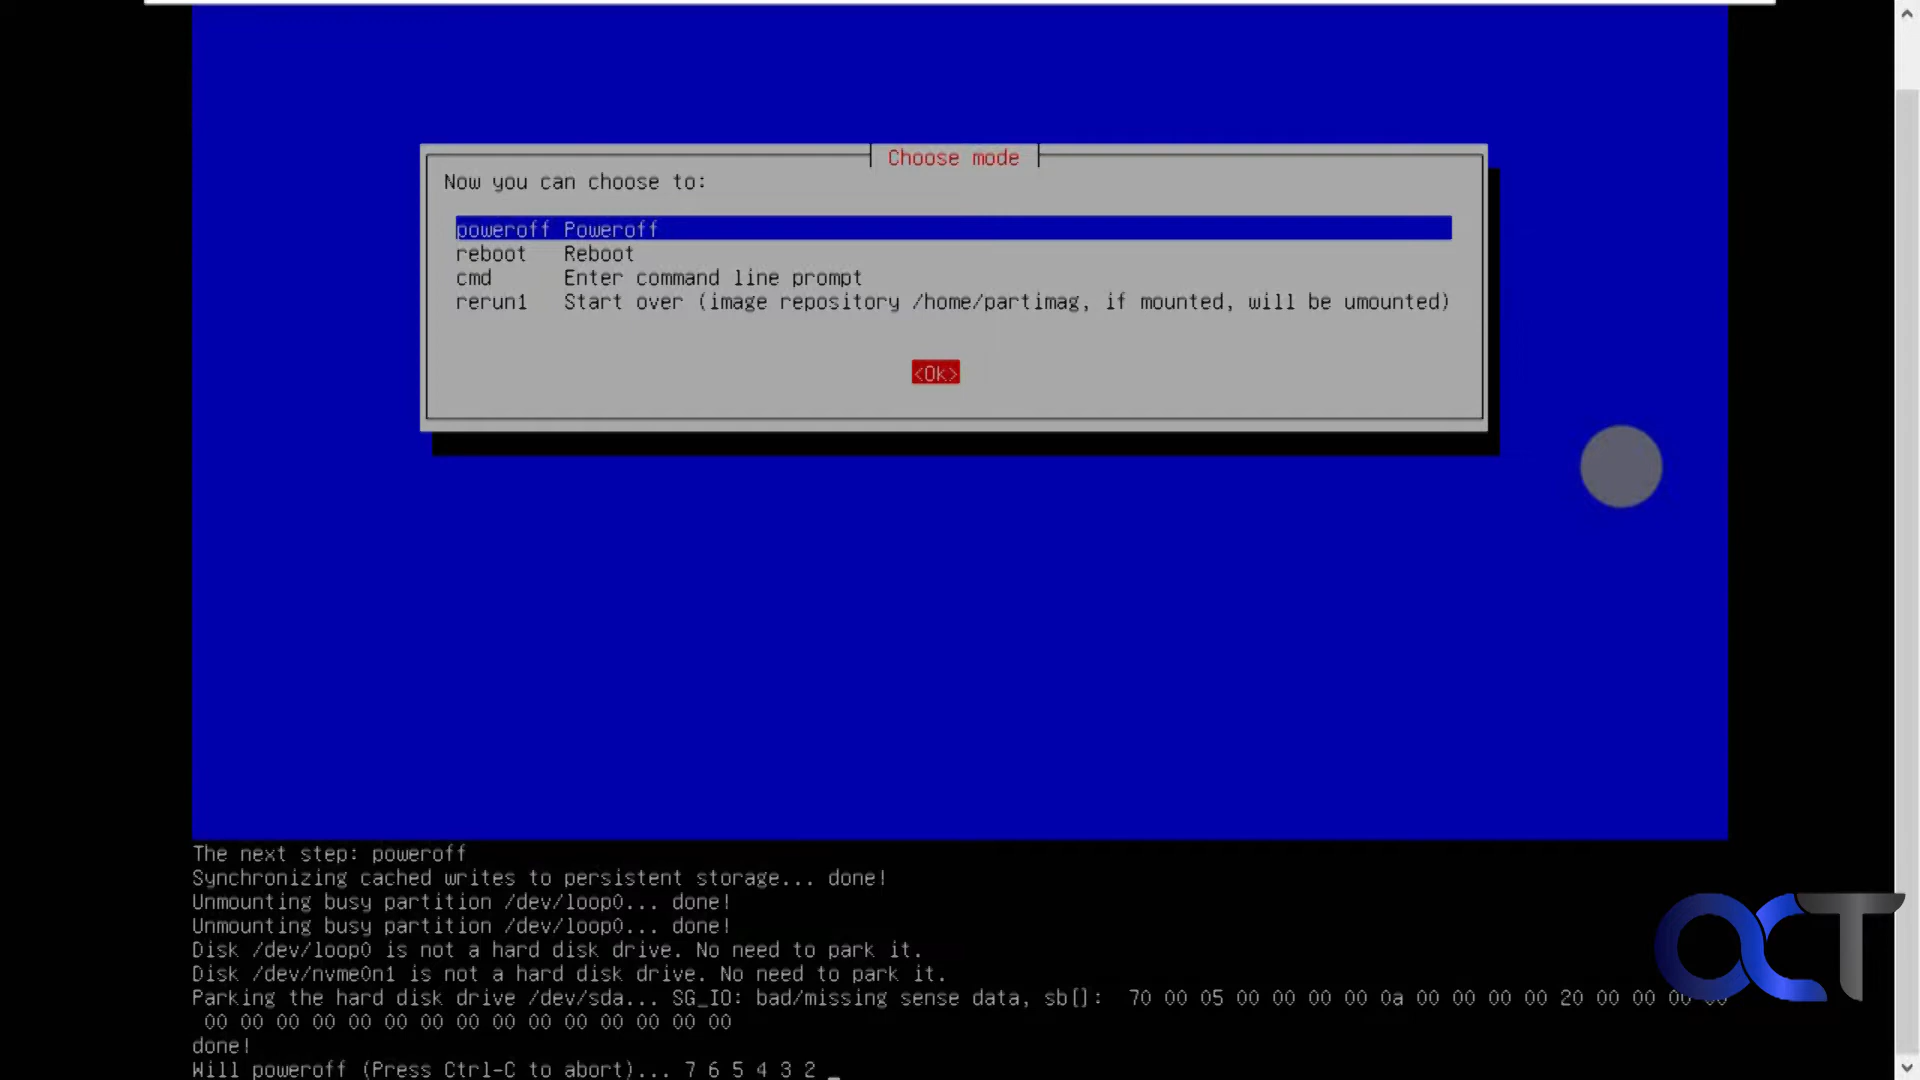 Choose mode
Now you can choose to:
poweroff Poweroff
reboot Reboot
cmd Enter command line prompt
rerun1 Start over (image repository /home/partimag, if mounted, will be umounted)
<Ok>
The next step: poweroff
Synchronizing cached writes to persistent storage... done!
Unmounting busy partition /dev/loop0... done!
Unmounting busy partition /dev/loop0... done!
Disk /dev/loop0 is not a hard disk drive. No need to park it.
Disk /dev/nvme0n1 is not a hard disk drive. No need to park it.
Parking the hard disk drive /dev/sda... SG_IO: bad/missing sense data, sb[]: 70 00 05 00 00 00 00 0a 00 00 00 00 20 00 00 00 00
00 00 00 00 00 00 00 00 00 00 00 00 00 00 00
done!
Will poweroff (Press Ctrl-C to abort)... 7 6 5 4 3 2 _
OCT